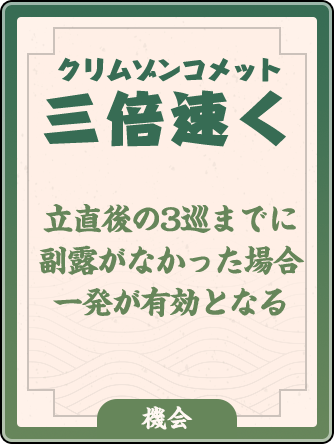 クリムゾンコメット
三倍速く
立直後の3巡までに
副露がなかった場合
一発が有効となる
機会